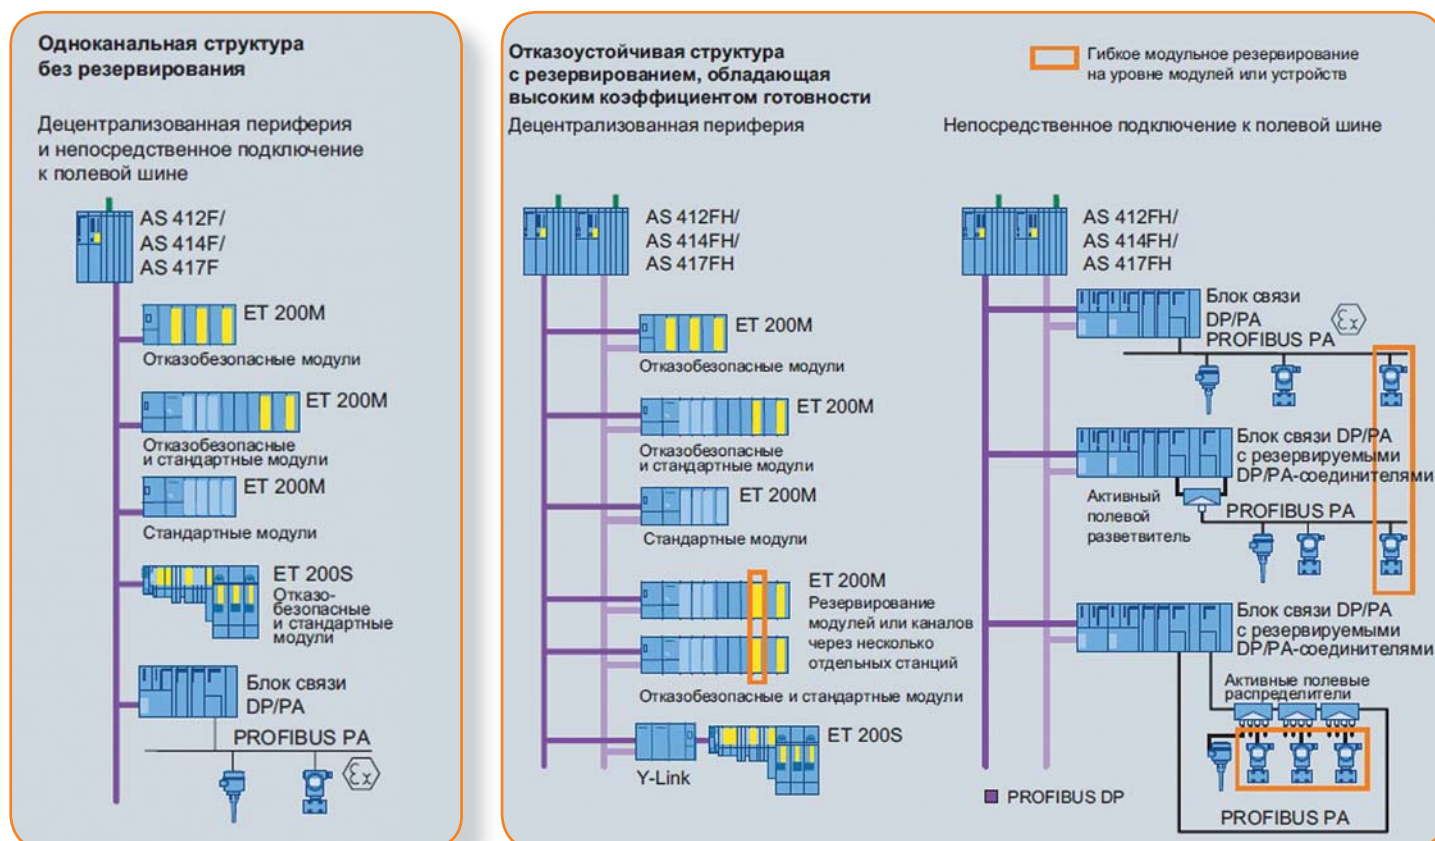 Одноканальная структура
без резервирования
Децентрализованная периферия
и непосредственное подключение
к полевой шине
AS 412F/
AS 414F/
AS 417F
ET 200M
Отказобезопасные модули
ET 200M
Отказобезопасные
и стандартные модули
ET 200M
Стандартные модули
ET 200S
Отказо-
безопасные
и стандартные
модули
Блок связи
DP/PA
PROFIBUS PA
Ex
Отказоустойчивая структура
с резервированием, обладающая
высоким коэффициентом готовности
Гибкое модульное резервирование
на уровне модулей или устройств
Децентрализованная периферия
AS 412FH/
AS 414FH/
AS 417FH
ET 200M
Отказобезопасные модули
ET 200M
Отказобезопасные
и стандартные модули
ET 200M
Стандартные модули
ET 200M
Резервирование
модулей или каналов
через несколько
отдельных станций
Отказобезопасные и стандартные модули
ET 200S
Y-Link
Непосредственное подключение к полевой шине
AS 412FH/
AS 414FH/
AS 417FH
Блок связи
DP/PA
Ex
PROFIBUS PA
Блок связи DP/PA
с резервируемыми
DP/PA-соединителями
Активный
полевой
разветвитель
PROFIBUS PA
Блок связи DP/PA
с резервируемыми
DP/PA-соединителями
Активные полевые
распределители
PROFIBUS DP
PROFIBUS PA